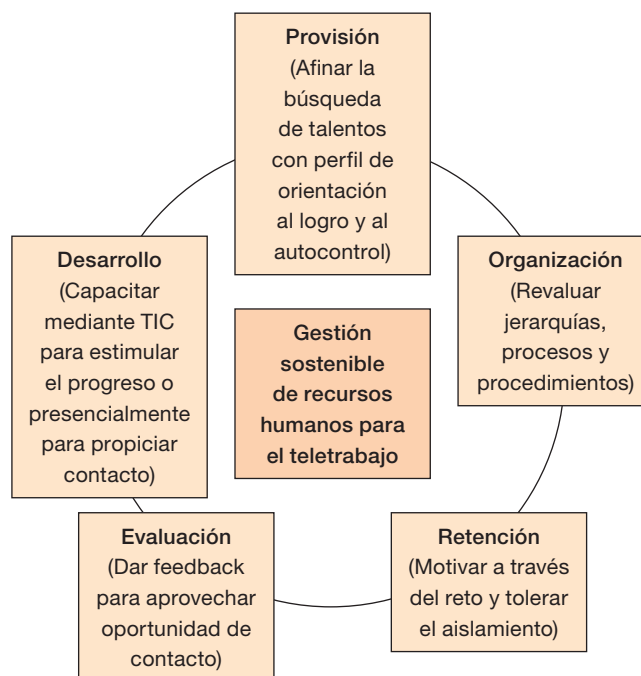 Provisión
(Afinar la
búsqueda
de talentos
con perfil de
orientación
al logro y al
autocontrol)
Desarrollo
(Capacitar
mediante TIC
para estimular
el progreso o
presencialmente
para propiciar
contacto)
Gestión
sostenible
de recursos
humanos para
el teletrabajo
Organización
(Revaluar
jerarquías,
procesos y
procedimientos)
Evaluación
(Dar feedback
para aprovechar
oportunidad de
contacto)
Retención
(Motivar a través
del reto y tolerar
el aislamiento)